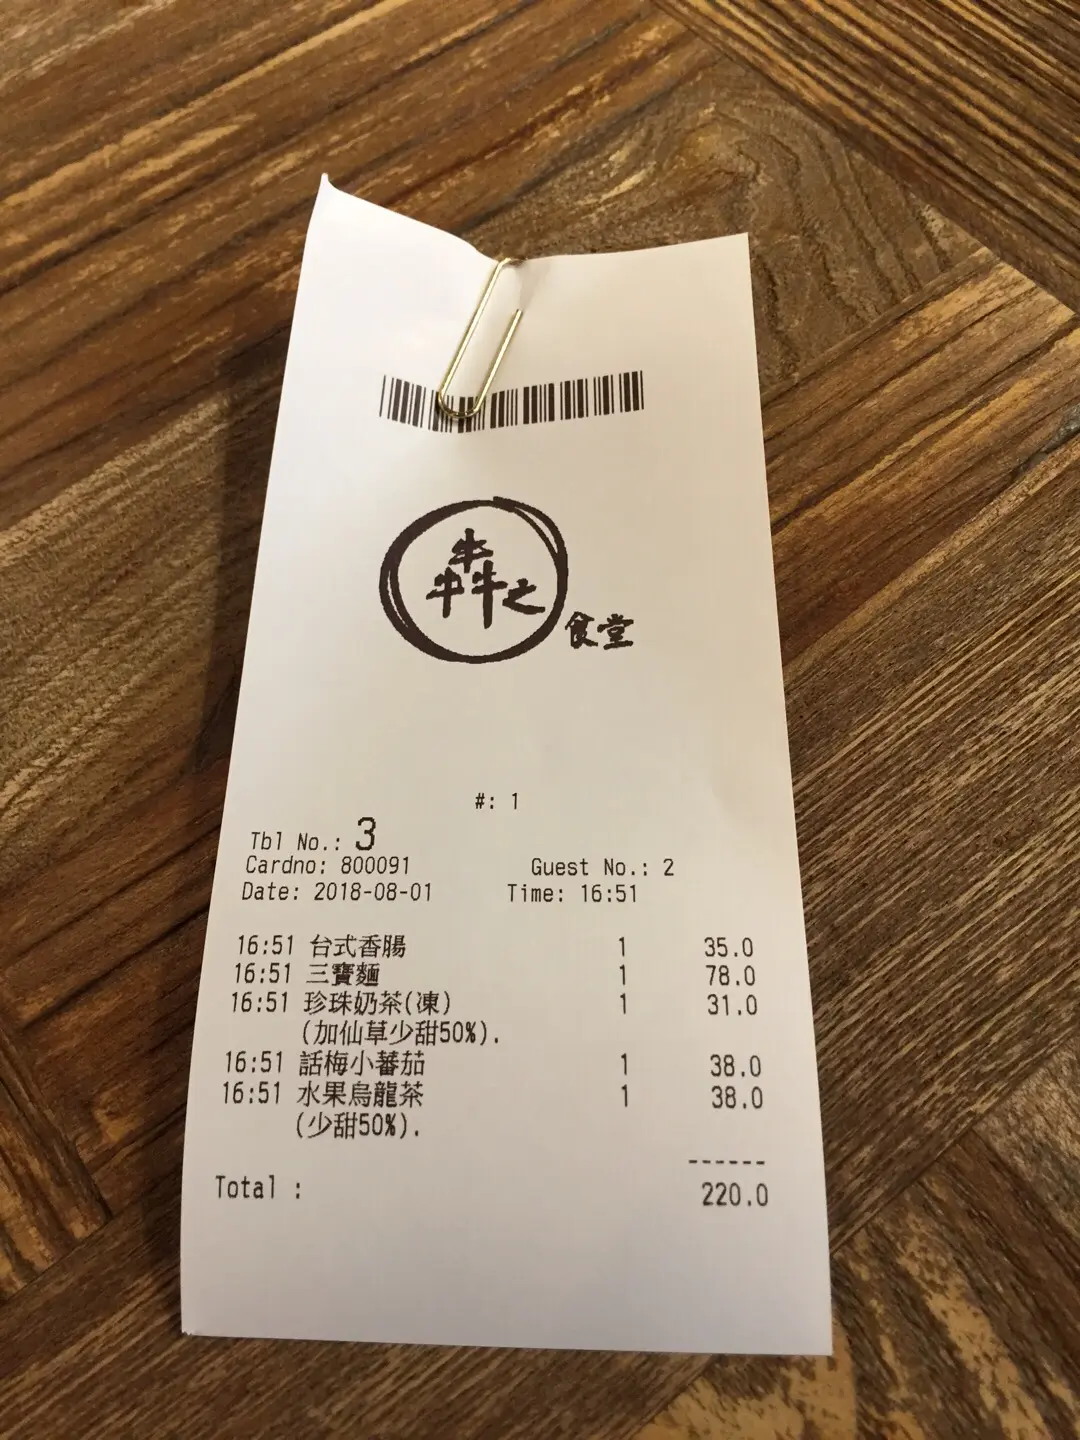 犇之
食堂
#: 1
Tbl No.: 3
Cardno: 800091 Guest No.: 2
Date: 2018-08-01 Time: 16:51
16:51 台式香腸 1 35.0
16:51 三寶麵 1 78.0
16:51 珍珠奶茶(凍) 1 31.0
(加仙草少甜50%).
16:51 話梅小蕃茄 1 38.0
16:51 水果烏龍茶 1 38.0
(少甜50%).
------
Total : 220.0